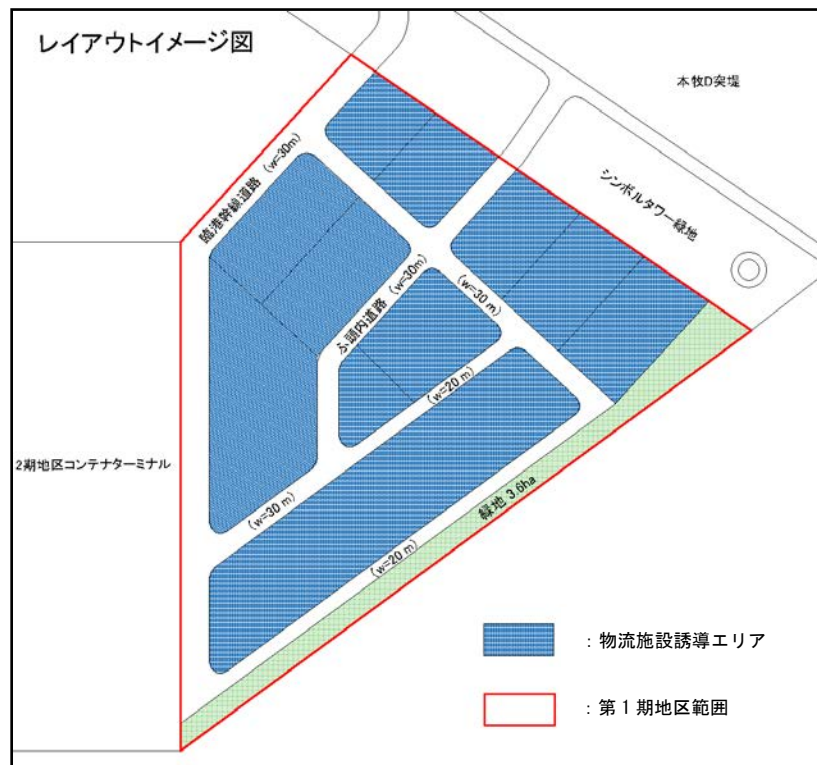 レイアウトイメージ図
本牧D突堤
シンボルタワー緑地
臨港幹線道路 (w=30m)
ふ頭内道路 (w=30m)
(w=30 m)
(w=20 m)
2期地区コンテナターミナル
(w=30 m)
緑地 3.6ha
(w=20 m)
：物流施設誘導エリア
：第1期地区範囲